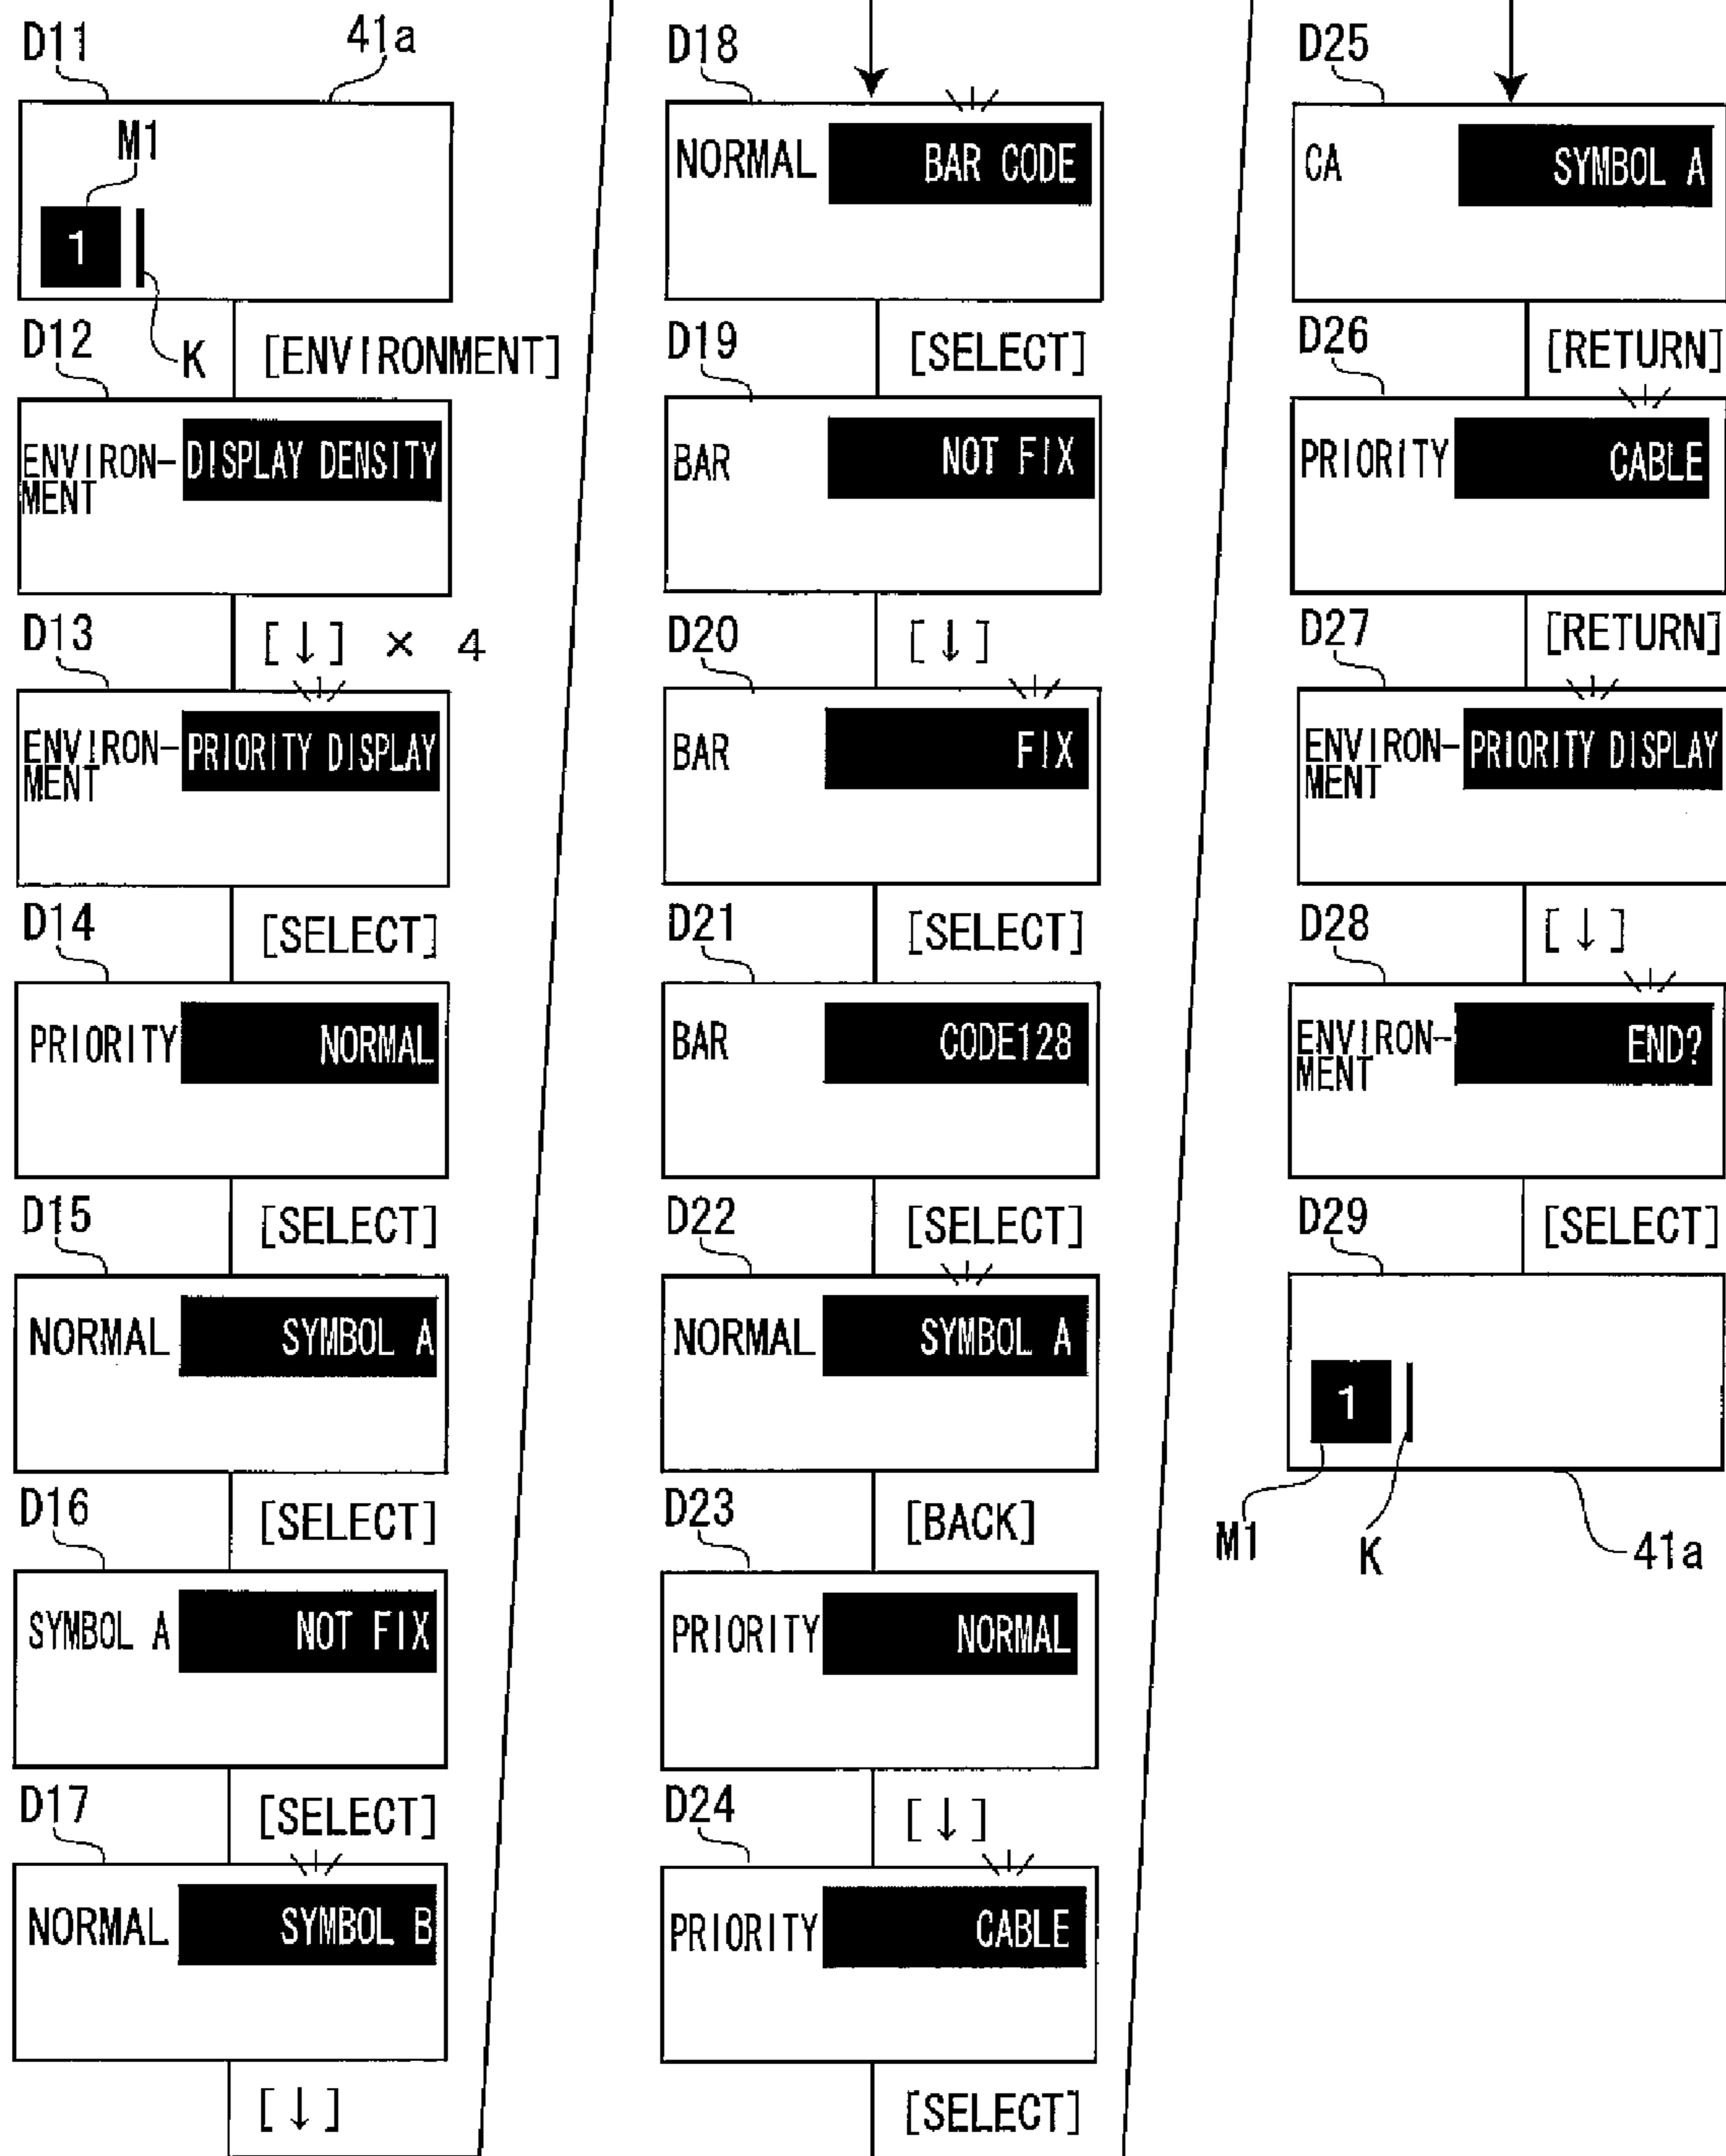 D11
41a
M1
1
K
[ENVIRONMENT]
D12
ENVIRON-
MENT
DISPLAY DENSITY
[↓] × 4
D13
ENVIRON-
MENT
PRIORITY DISPLAY
[SELECT]
D14
PRIORITY
NORMAL
[SELECT]
D15
NORMAL
SYMBOL A
[SELECT]
D16
SYMBOL A
NOT FIX
[SELECT]
D17
NORMAL
SYMBOL B
[↓]
D18
NORMAL
BAR CODE
[SELECT]
D19
BAR
NOT FIX
[↓]
D20
BAR
FIX
[SELECT]
D21
BAR
CODE128
[SELECT]
D22
NORMAL
SYMBOL A
[BACK]
D23
PRIORITY
NORMAL
[↓]
D24
PRIORITY
CABLE
[SELECT]
D25
CA
SYMBOL A
[RETURN]
D26
PRIORITY
CABLE
[RETURN]
D27
ENVIRON-
MENT
PRIORITY DISPLAY
[↓]
D28
ENVIRON-
MENT
END?
[SELECT]
D29
1
M1
K
41a